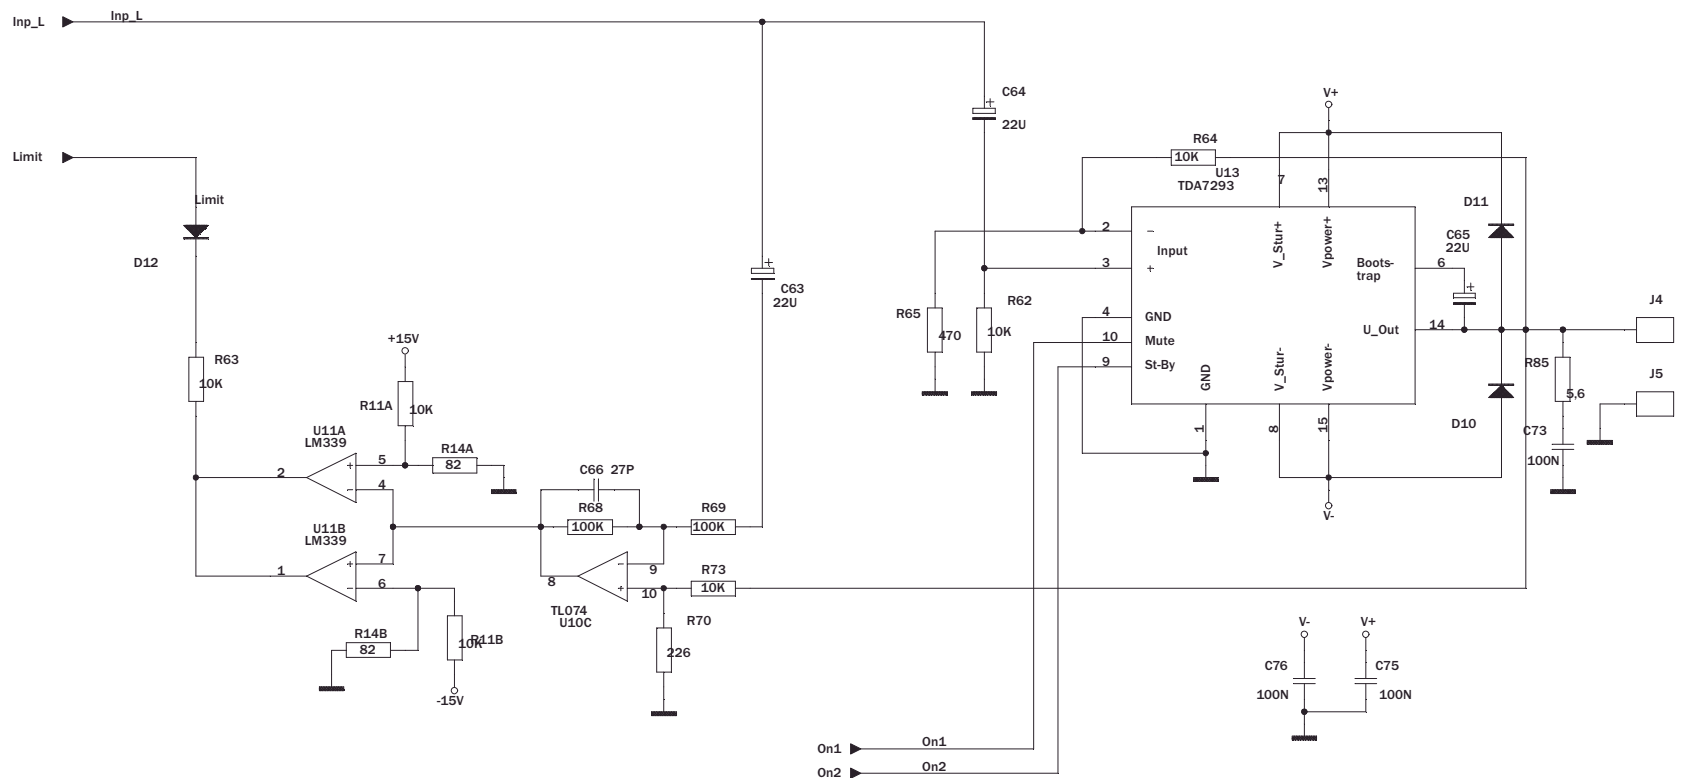 Inp_L
Inp_L
C64
22U
V+
R64
10K
U13
TDA7293
7
13
Limit
Limit
D12
D11
C65
22U
2
−
Input
3
+
V_Stur+
Vpower+
Boots-
trap
6
C63
22U
R65
470
R62
10K
4
GND
10
Mute
9
St-By
U_Out
14
J4
GND
V_Stur-
Vpower-
1
8
15
R85
5,6
J5
D10
C73
100N
V-
+15V
R63
10K
R11A
10K
U11A
LM339
R14A
82
2
+
5
-
4
C66 27P
R68
100K
R69
100K
U11B
LM339
1
+
7
-
6
8
-
9
+
10
R73
10K
TL074
U10C
R70
226
R14B
82
R11B
10K
-15V
V-
V+
C76
100N
C75
100N
On1
On1
On2
On2